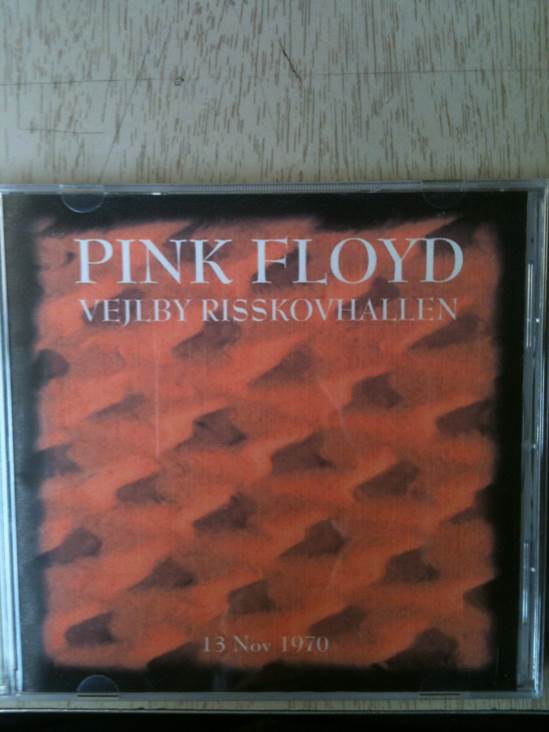 PINK FLOYD
VEJLBY RISSKOVHALLEN
13 Nov 1970